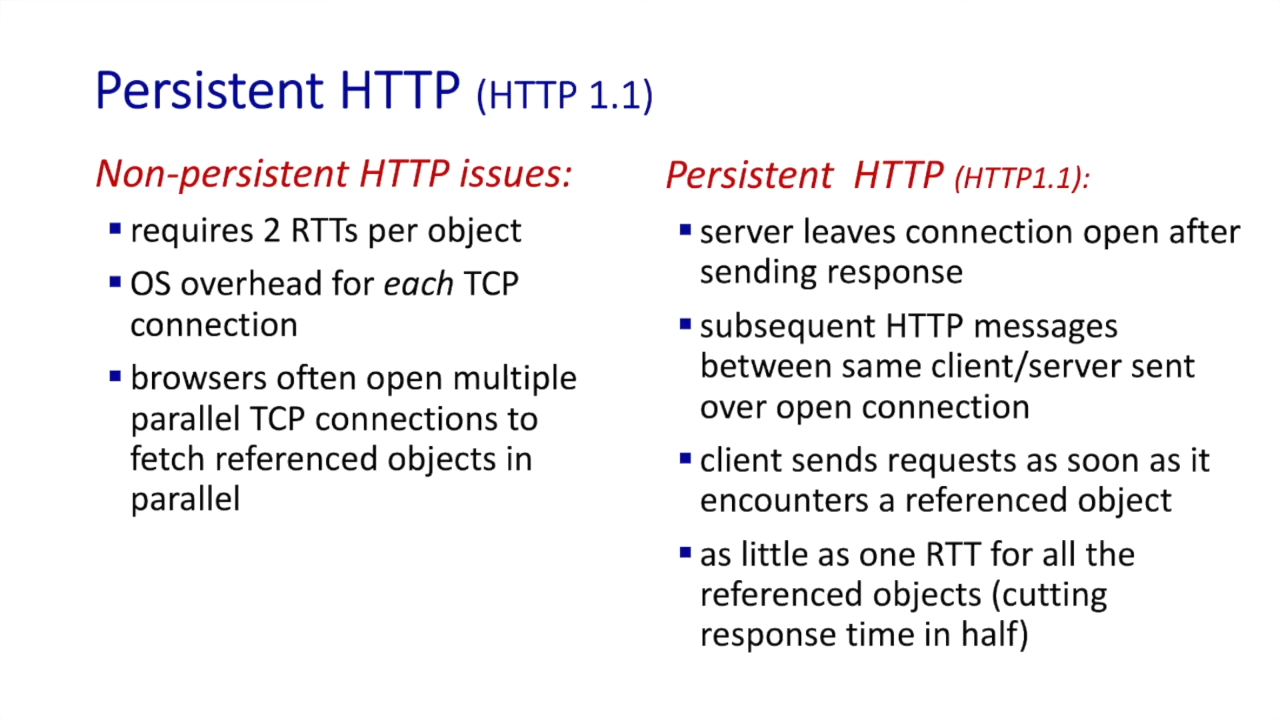 Persistent HTTP (HTTP 1.1)
Non-persistent HTTP issues:
▪ requires 2 RTTs per object
▪ OS overhead for each TCP
connection
▪ browsers often open multiple
parallel TCP connections to
fetch referenced objects in
parallel
Persistent HTTP (HTTP1.1):
▪ server leaves connection open after
sending response
▪ subsequent HTTP messages
between same client/server sent
over open connection
▪ client sends requests as soon as it
encounters a referenced object
▪ as little as one RTT for all the
referenced objects (cutting
response time in half)